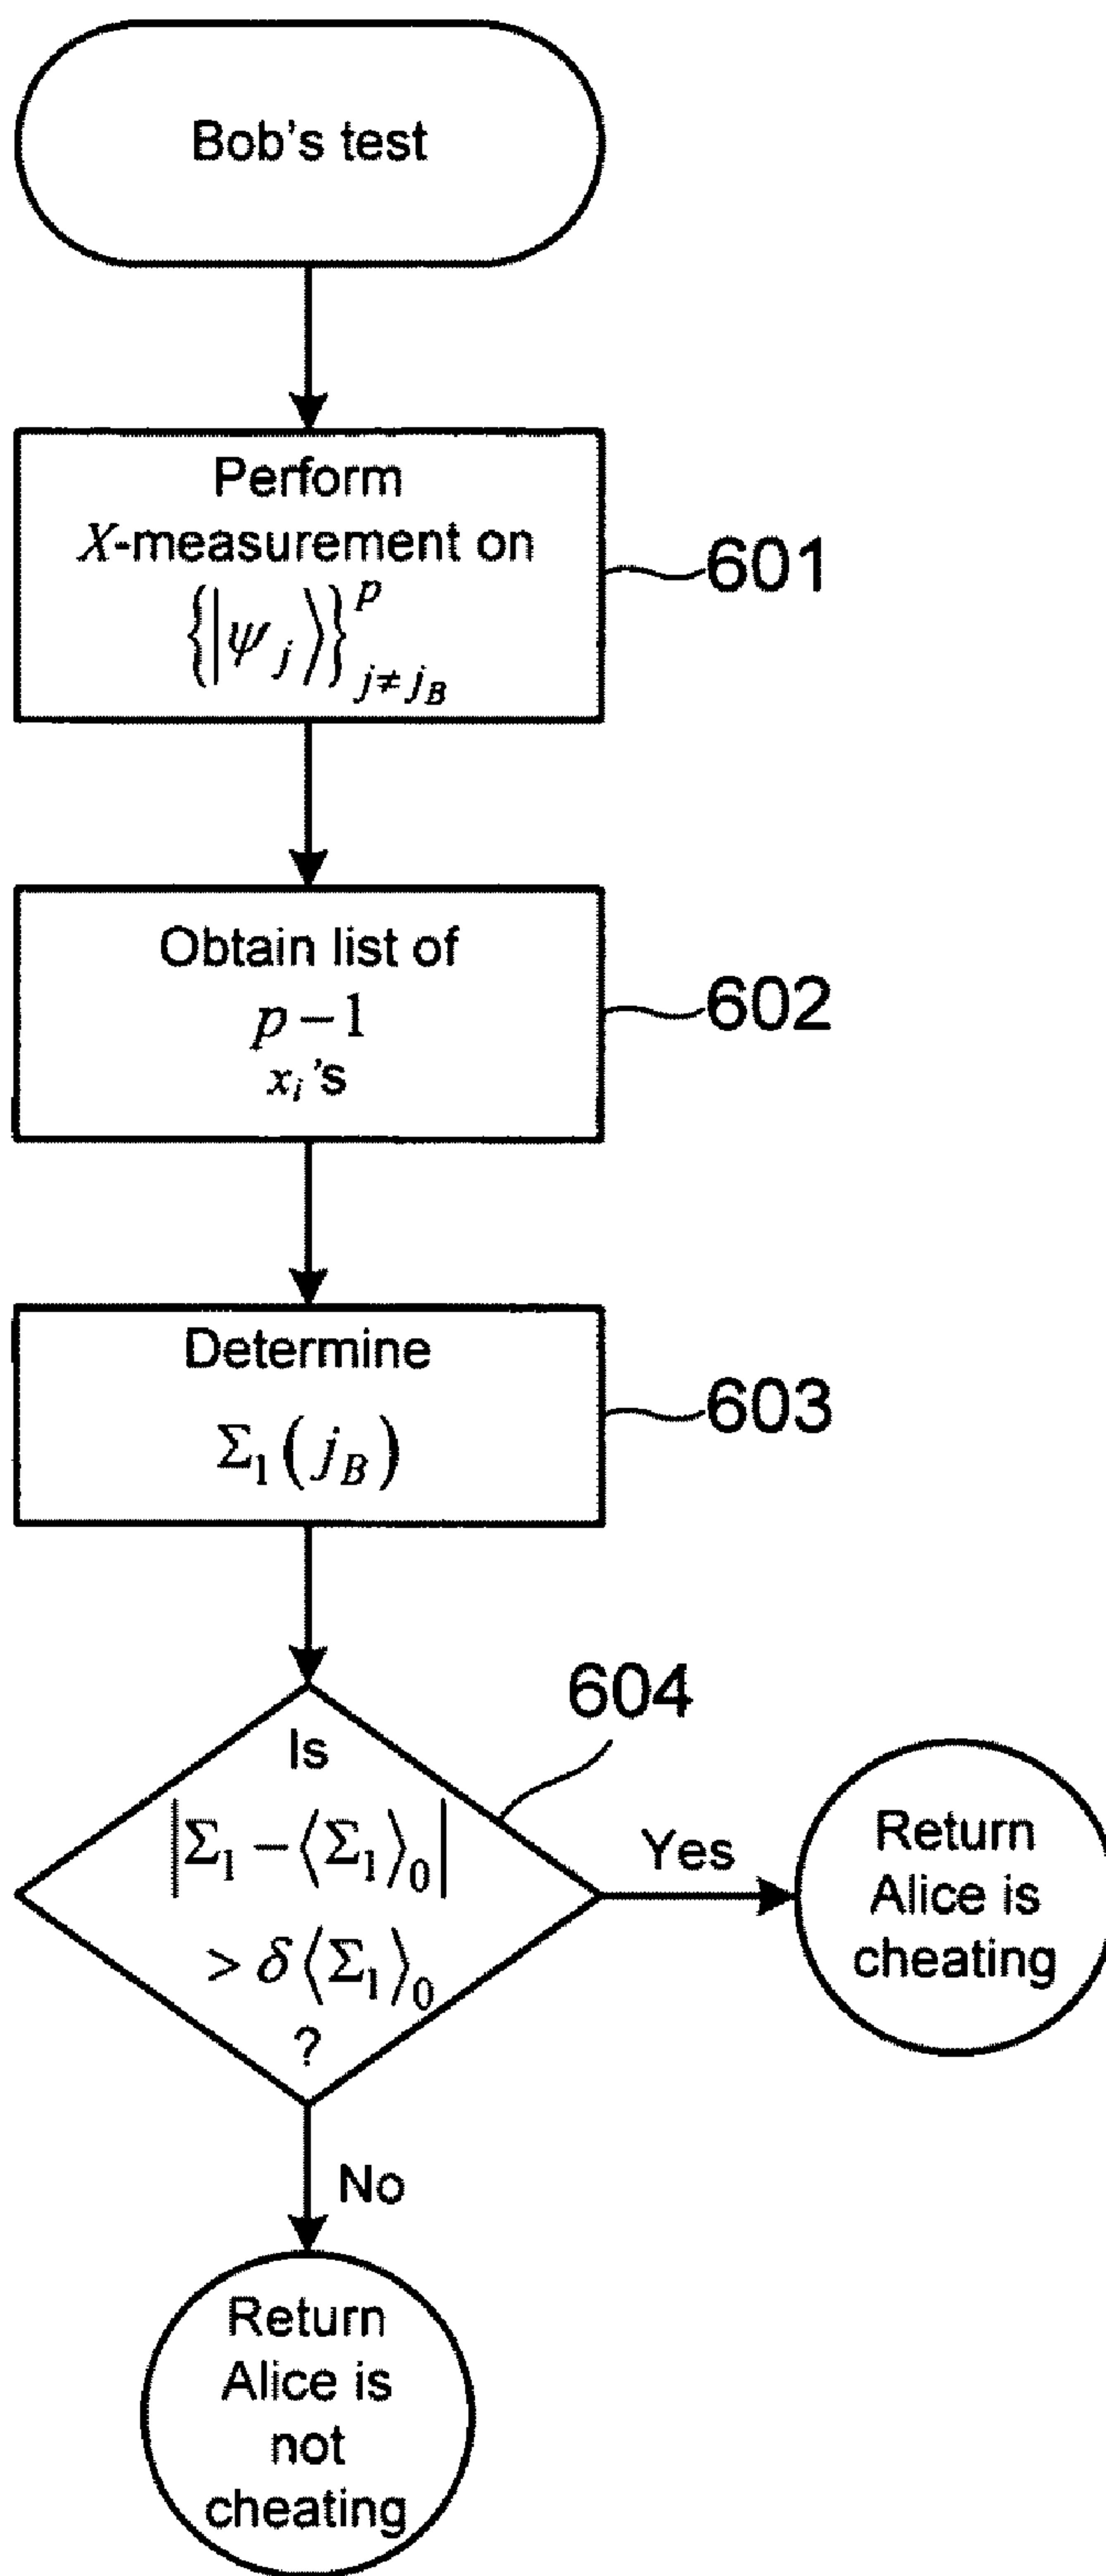 Bob's test
Perform
X-measurement on
{|ψ_j⟩}^p_{j≠j_B}
601
Obtain list of
p – 1
x_i's
602
Determine
Σ_1(j_B)
603
604
Is
|Σ_1 – ⟨Σ_1⟩_0|
> δ⟨Σ_1⟩_0
?
Yes
Return
Alice is
cheating
No
Return
Alice is
not
cheating